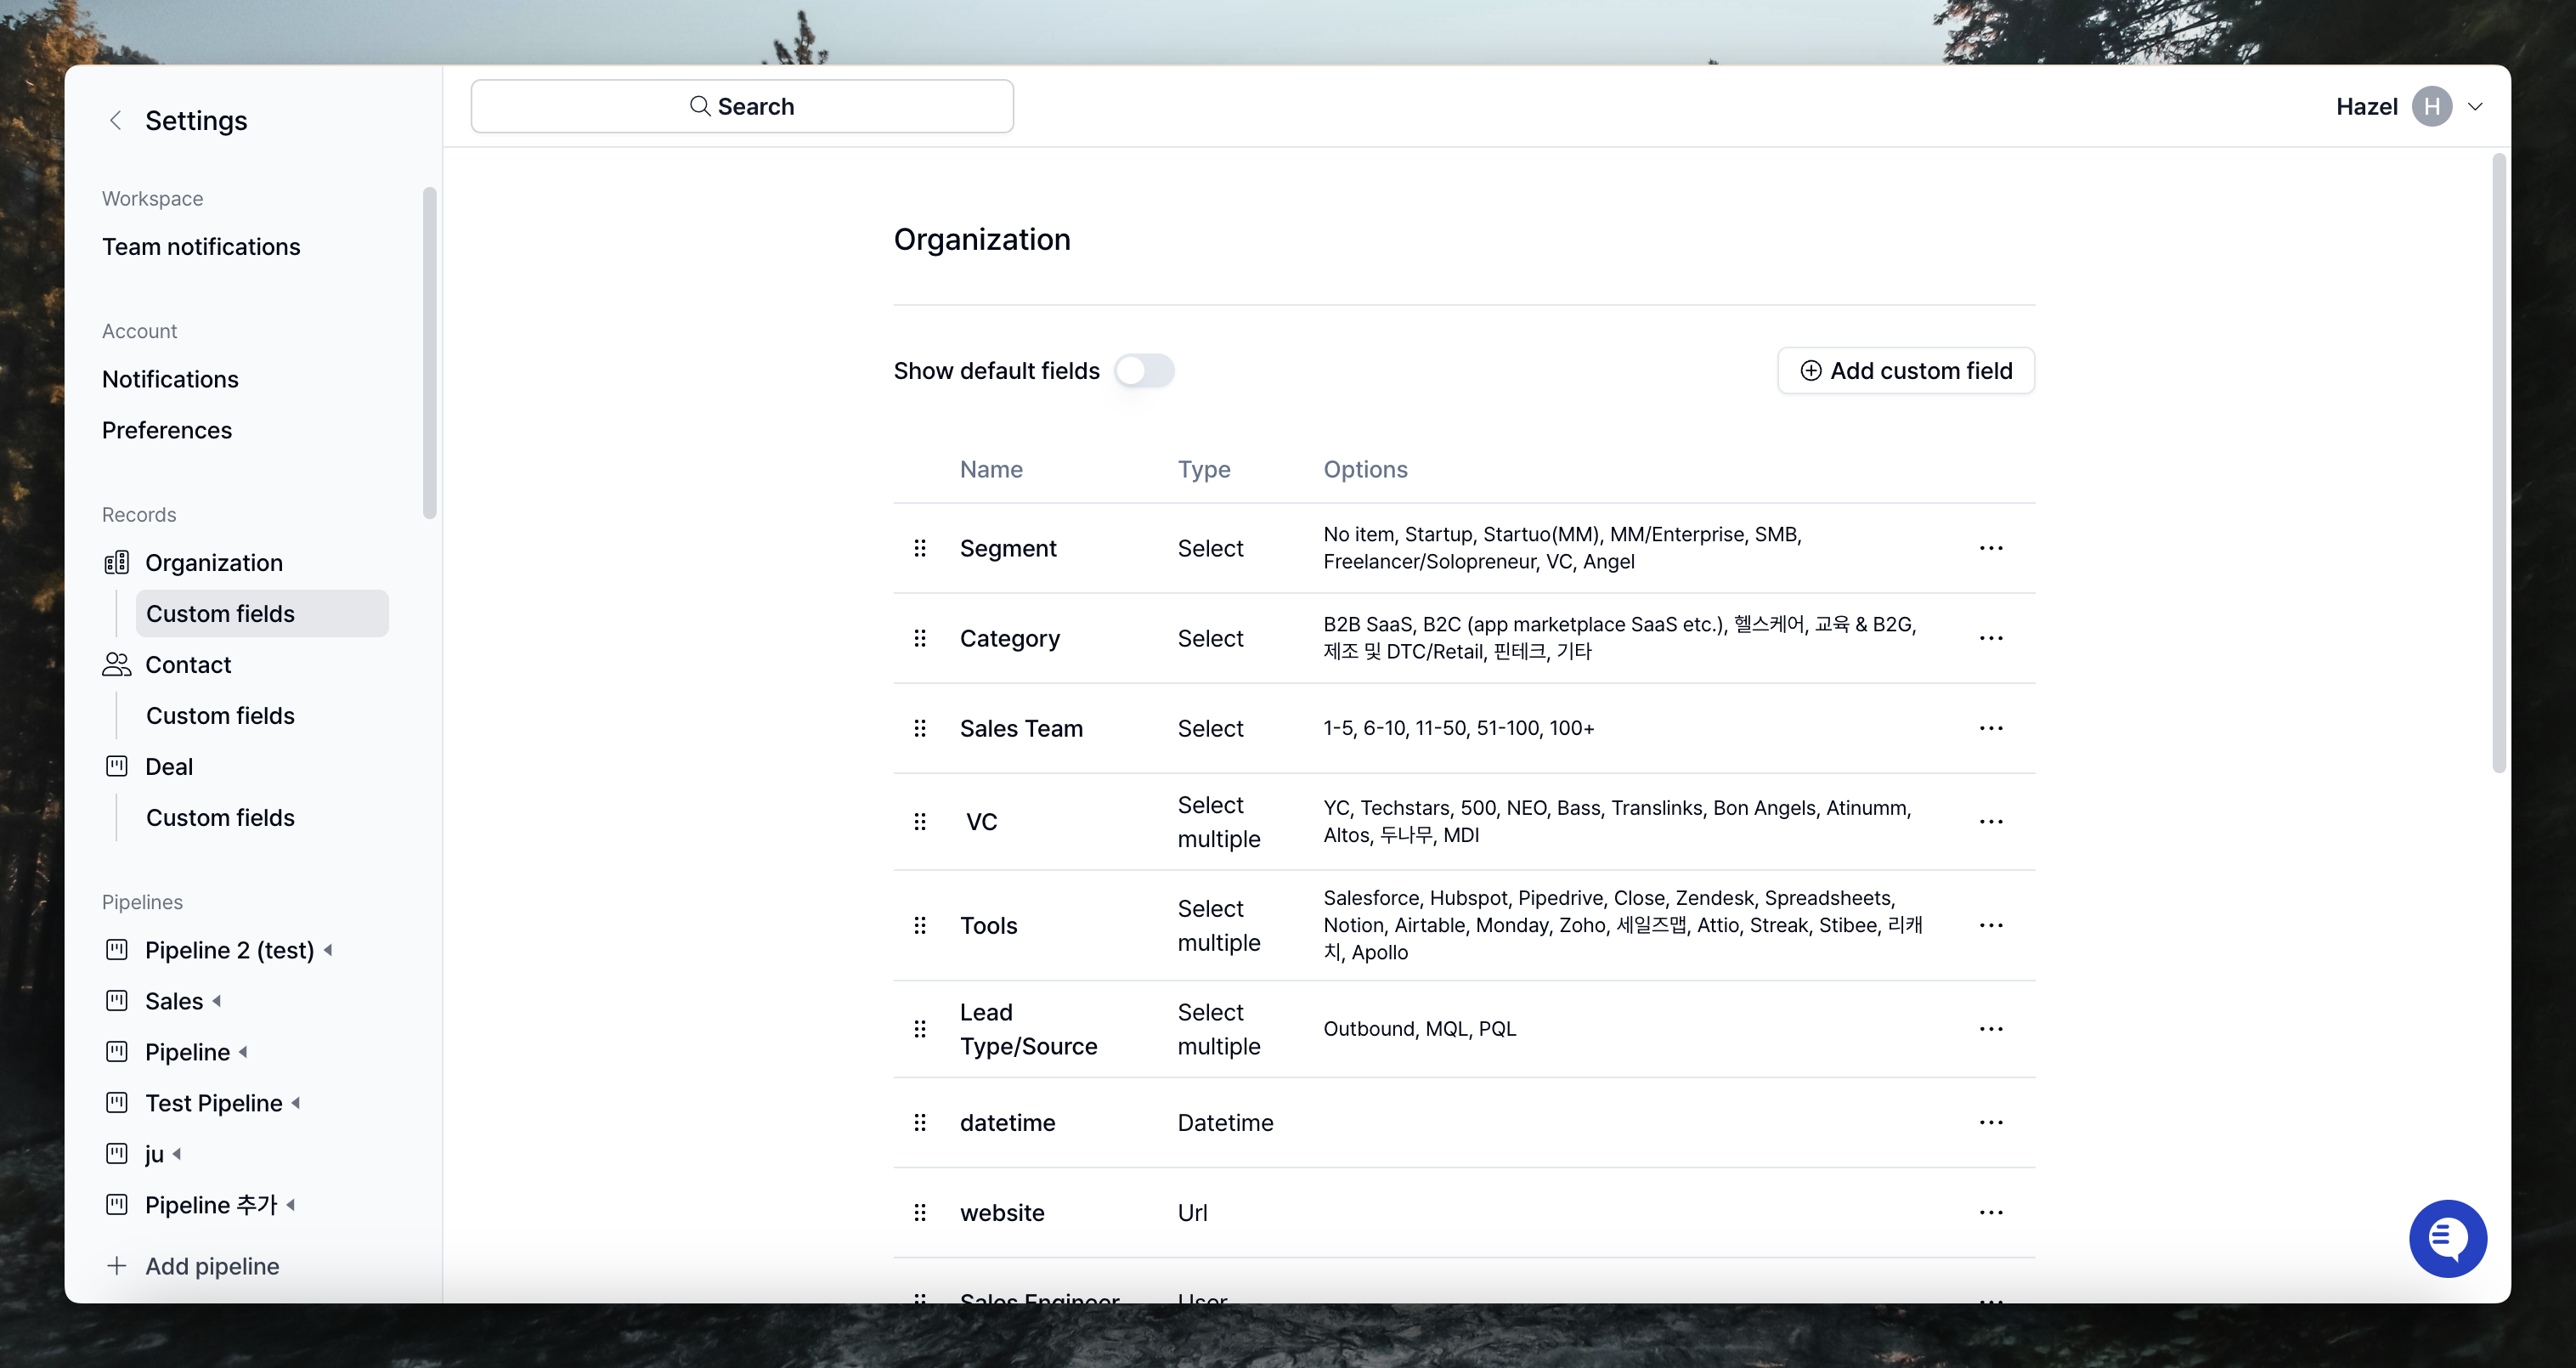 Settings
Workspace
Team notifications
Account
Notifications
Preferences
Records
Organization
Custom fields
Contact
Custom fields
Deal
Custom fields
Pipelines
Pipeline 2 (test)
Sales
Pipeline
Test Pipeline
ju
Pipeline 추가
Add pipeline
Search
Hazel H
Organization
Show default fields
Add custom field
Name Type Options
Segment Select No item, Startup, Startuo(MM), MM/Enterprise, SMB,
Freelancer/Solopreneur, VC, Angel
Category Select B2B SaaS, B2C (app marketplace SaaS etc.), 헬스케어, 교육 & B2G,
제조 및 DTC/Retail, 핀테크, 기타
Sales Team Select 1-5, 6-10, 11-50, 51-100, 100+
VC
Select
multiple
YC, Techstars, 500, NEO, Bass, Translinks, Bon Angels, Atinumm,
Altos, 두나무, MDI
Tools
Select
multiple
Salesforce, Hubspot, Pipedrive, Close, Zendesk, Spreadsheets,
Notion, Airtable, Monday, Zoho, 세일즈맵, Attio, Streak, Stibee, 리캐
치, Apollo
Lead
Type/Source
Select
multiple
Outbound, MQL, PQL
datetime Datetime
website Url
Sales Engineer User